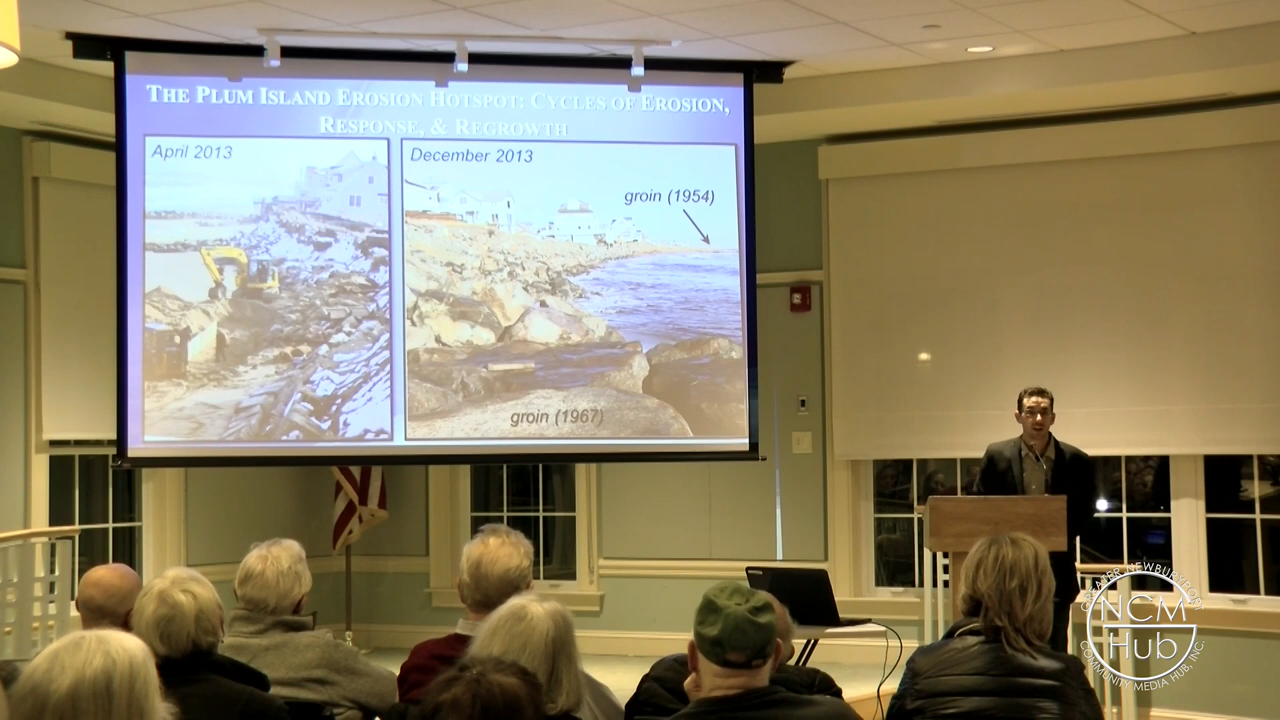 THE PLUM ISLAND EROSION HOTSPOT: CYCLES OF EROSION,
RESPONSE, & REGROWTH
April 2013
December 2013
groin (1954)
groin (1967)
GREATER NEWBURYPORT
NCM
Hub
COMMUNITY MEDIA HUB, INC.